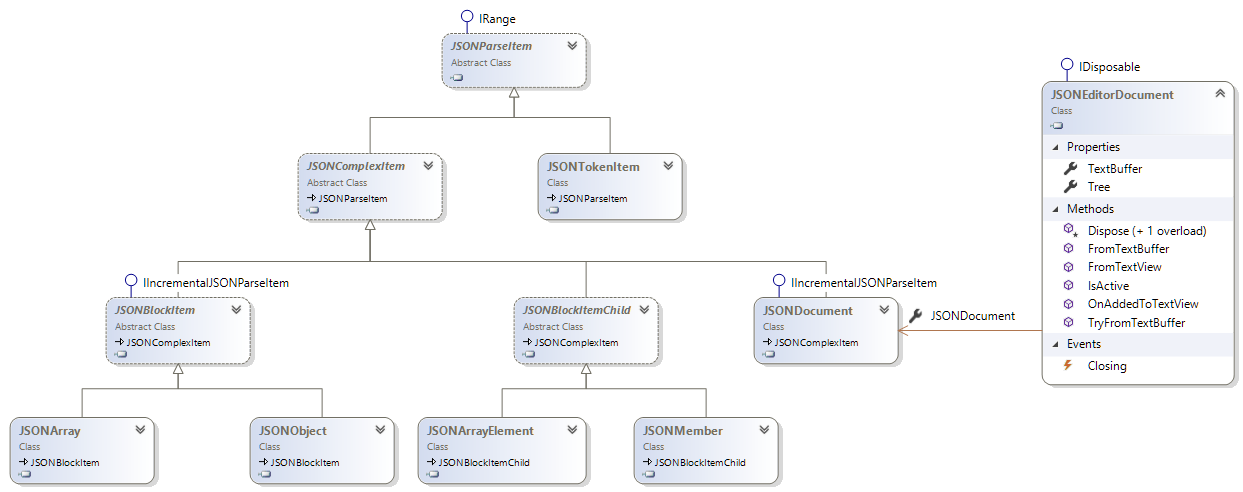 IRange
JSONParseItem
Abstract Class
IDisposable
JSONEditorDocument
Class
Properties
TextBuffer
Tree
Methods
Dispose (+ 1 overload)
FromTextBuffer
FromTextView
IsActive
OnAddedToTextView
TryFromTextBuffer
Events
Closing
JSONComplexItem
Abstract Class
JSONParseItem
JSONTokenItem
Class
JSONParseItem
IIncrementalJSONParseItem
JSONBlockItem
Abstract Class
JSONComplexItem
JSONBlockItemChild
Abstract Class
JSONComplexItem
IIncrementalJSONParseItem
JSONDocument
Class
JSONComplexItem
JSONDocument
JSONArray
Class
JSONBlockItem
JSONObject
Class
JSONBlockItem
JSONArrayElement
Class
JSONBlockItemChild
JSONMember
Class
JSONBlockItemChild